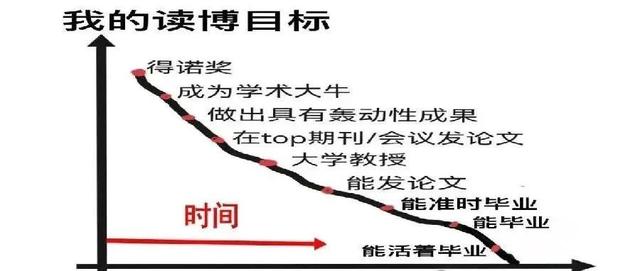 我的读博目标
得诺奖
成为学术大牛
做出具有轰动性成果
在top期刊/会议发论文
大学教授
能发论文
能准时毕业
能毕业
能活着毕业
时间